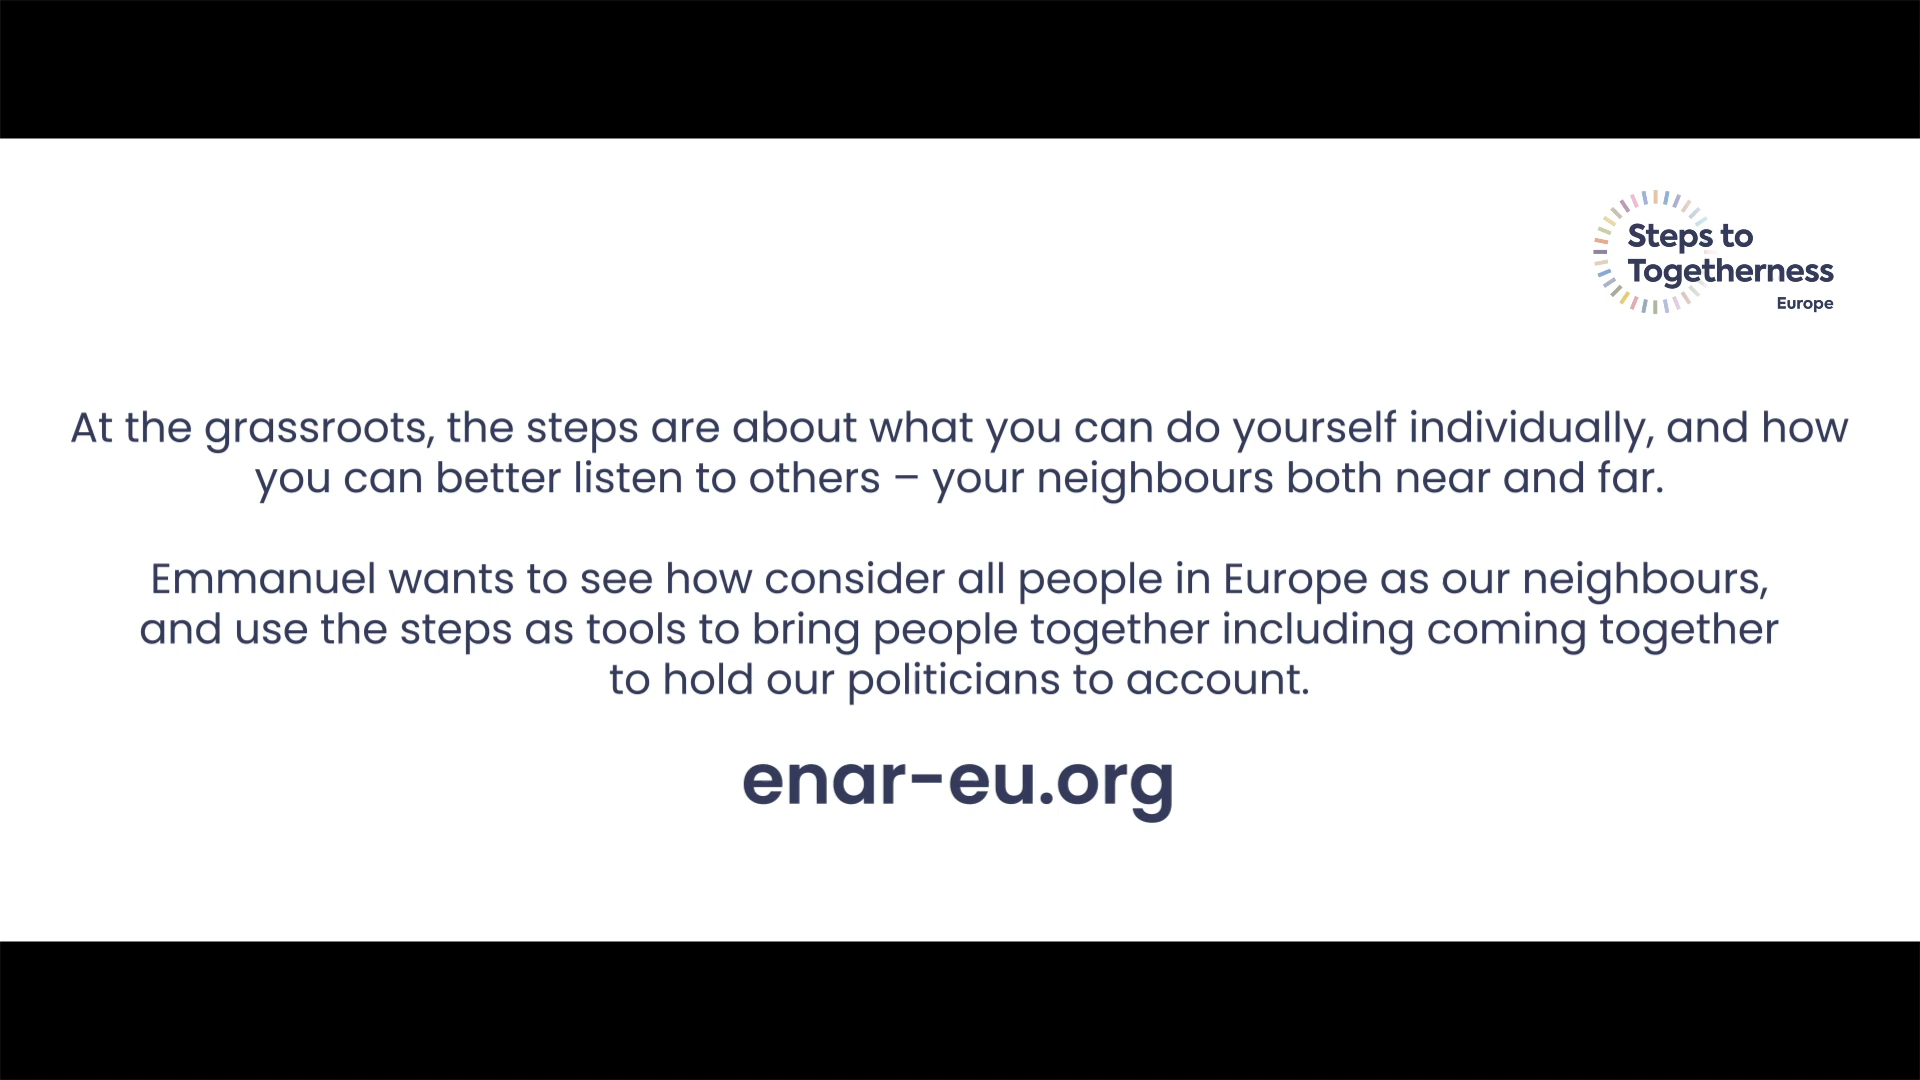 Steps to
Togetherness
Europe
At the grassroots, the steps are about what you can do yourself individually, and how
you can better listen to others – your neighbours both near and far.
Emmanuel wants to see how consider all people in Europe as our neighbours,
and use the steps as tools to bring people together including coming together
to hold our politicians to account.
enar-eu.org